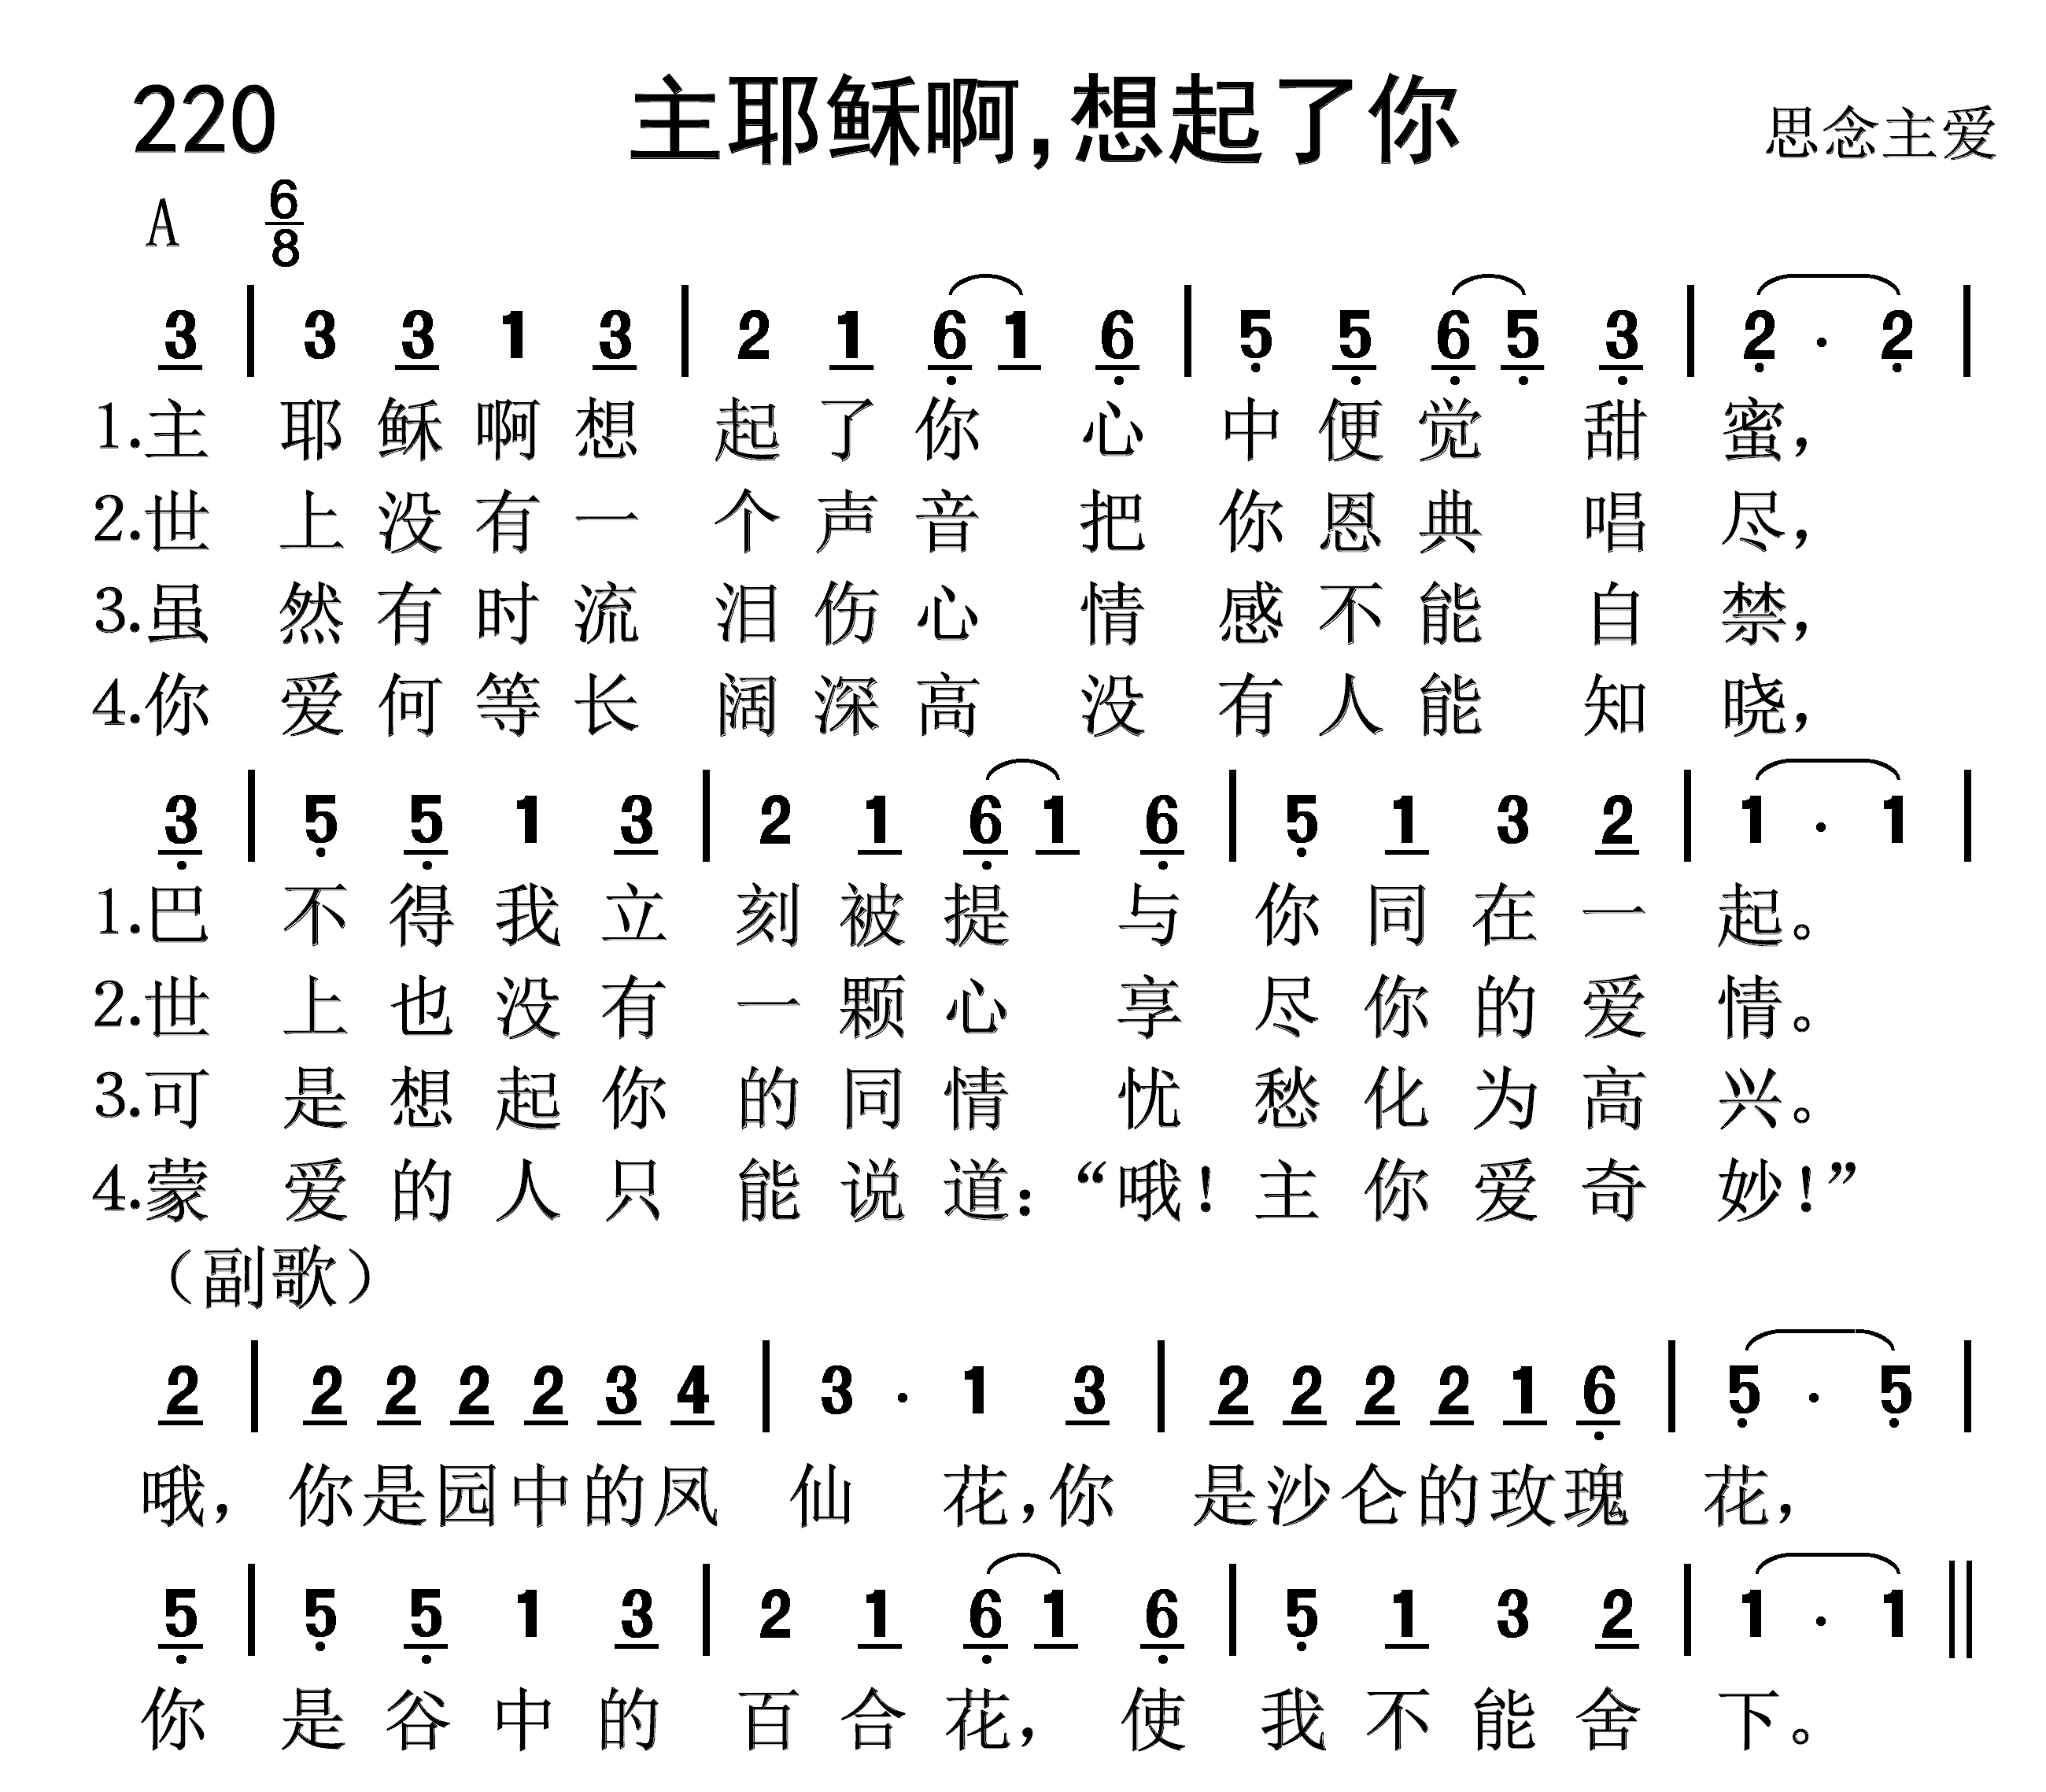 220 主耶稣啊,想起了你 思念主爱
A 6/8
3 | 3 3 1 3 | 2 1 6 1 6 | 5 5 6 5 3 | 2 · 2 |
1.主耶稣啊想起了你心中便觉甜蜜，
2.世上没有一个声音把你恩典唱尽，
3.虽然有时流泪伤心情感不能自禁，
4.你爱何等长阔深高没有人能知晓，
3 | 5 5 1 3 | 2 1 6 1 6 | 5 1 3 2 | 1 · 1 |
1.巴不得我立刻被提与你同在一起。
2.世上也没有一颗心享尽你的爱情。
3.可是想起你的同情忧愁化为高兴。
4.蒙爱的人只能说道：“哦！主你爱奇妙！”
（副歌）
2 | 2 2 2 2 3 4 | 3 · 1 3 | 2 2 2 2 1 6 | 5 · 5 |
哦，你是园中的凤仙花，你是沙仑的玫瑰花，
5 | 5 5 1 3 | 2 1 6 1 6 | 5 1 3 2 | 1 · 1 ||
你是谷中的百合花，使我不能舍下。